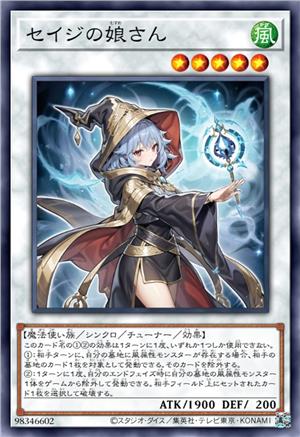 セイジの娘さん
むすめ
風
【魔法使い族/シンクロ/チューナー/効果】
このカード名の①②の効果は1ターンに1度、いずれか1つしか使用できない。
①：相手ターンに、自分の墓地に風属性モンスターが存在する場合、相手の
墓地のカード1枚を対象として発動できる。そのカードを除外する。
②：1ターンに1度、自分のエンドフェイズ時に自分の墓地の風属性モンスター
1体をゲームから除外して発動できる。相手フィールド上にセットされたカー
ド1枚を選択して破壊する。
ATK/1900 DEF/ 200
98346602
©スタジオ・ダイス/集英社・テレビ東京・KONAMI